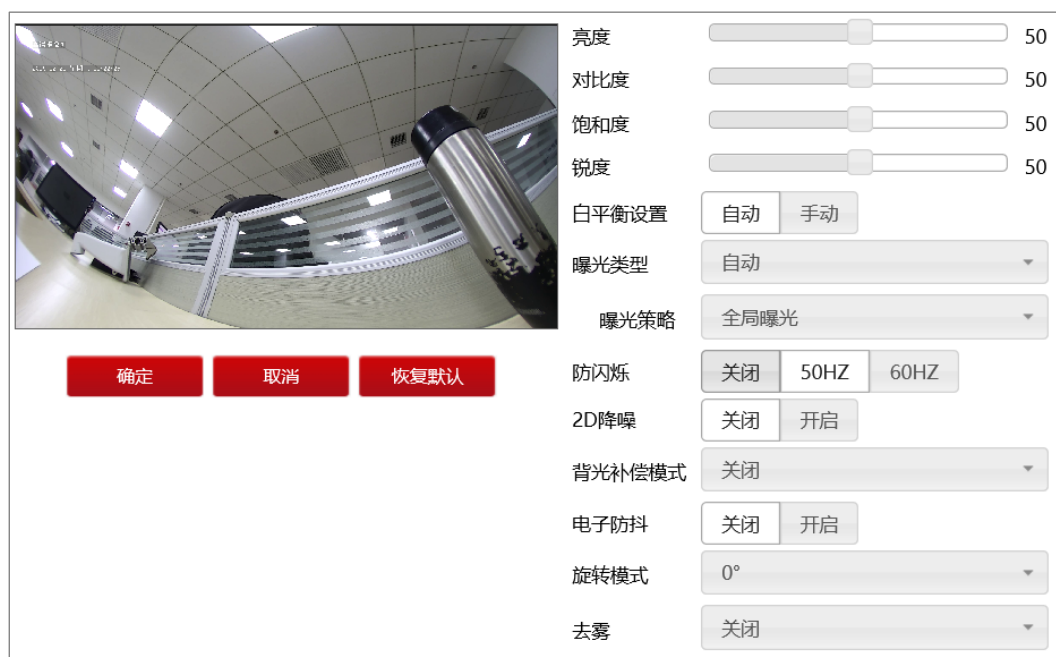 亮度 50
对比度 50
饱和度 50
锐度 50
白平衡设置 自动 手动
曝光类型 自动
曝光策略 全局曝光
确定 取消 恢复默认
防闪烁 关闭 50HZ 60HZ
2D降噪 关闭 开启
背光补偿模式 关闭
电子防抖 关闭 开启
旋转模式 0°
去雾 关闭